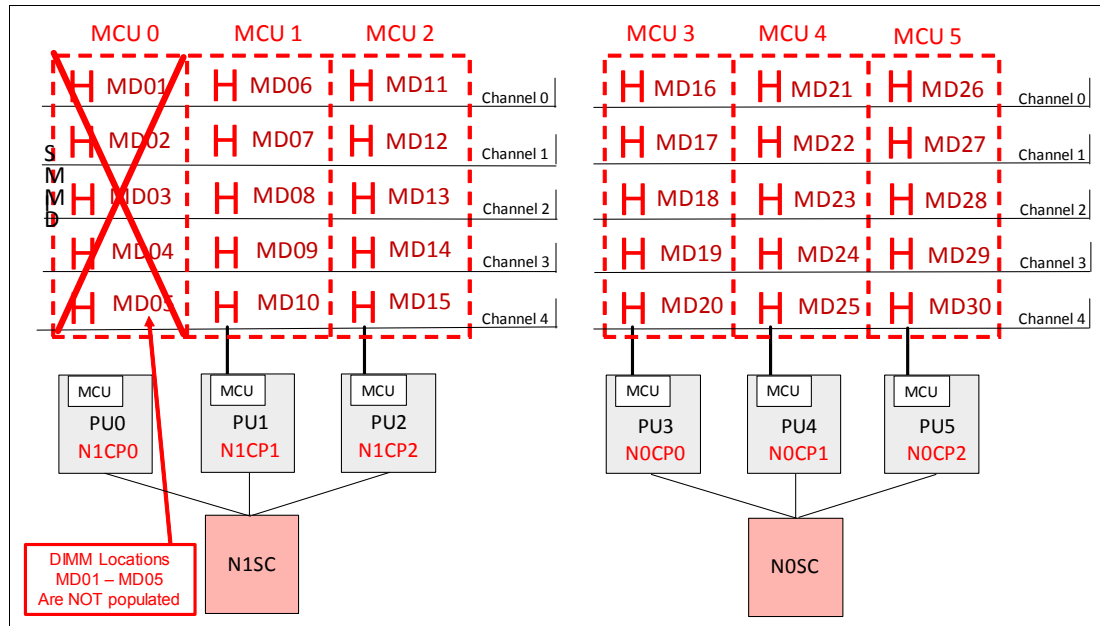 MCU 0 MCU 1 MCU 2 MCU 3 MCU 4 MCU 5
MD01 MD06 MD11 Channel 0 MD16 MD21 MD26 Channel 0
MD02 MD07 MD12 Channel 1 MD17 MD22 MD27 Channel 1
SMMD
MD03 MD08 MD13 Channel 2 MD18 MD23 MD28 Channel 2
MD04 MD09 MD14 Channel 3 MD19 MD24 MD29 Channel 3
MD05 MD10 MD15 Channel 4 MD20 MD25 MD30 Channel 4
MCU MCU MCU MCU MCU MCU
PU0 PU1 PU2 PU3 PU4 PU5
N1CP0 N1CP1 N1CP2 N0CP0 N0CP1 N0CP2
DIMM Locations
MD01 – MD05
Are NOT populated
N1SC N0SC